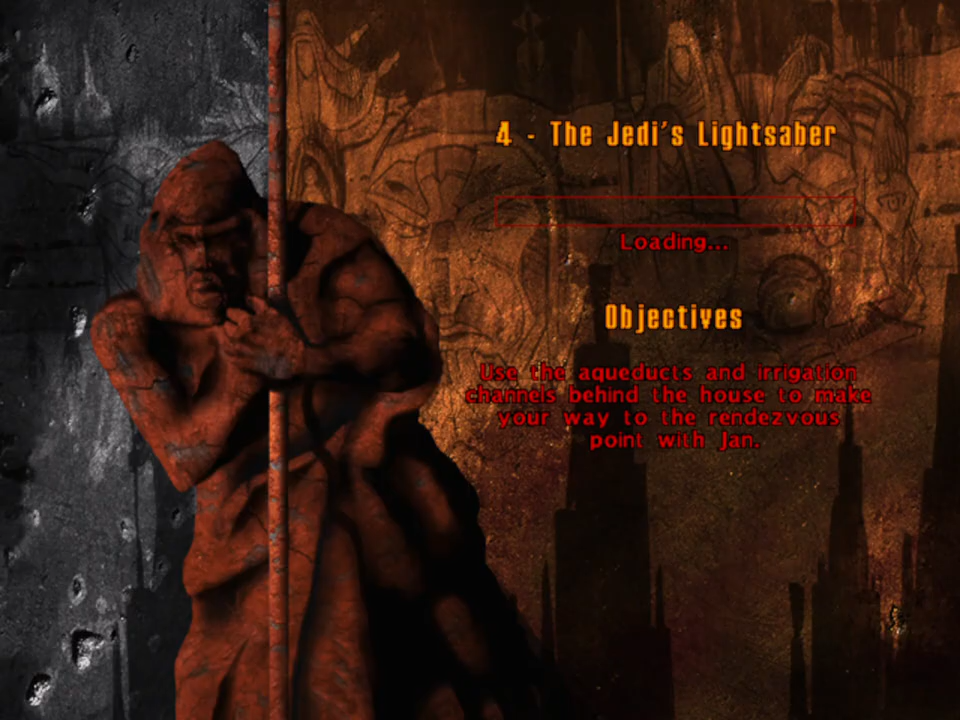 4 - The Jedi's Lightsaber
Loading...
Objectives
Use the aqueducts and irrigation
channels behind the house to make
your way to the rendezvous
point with Jan.